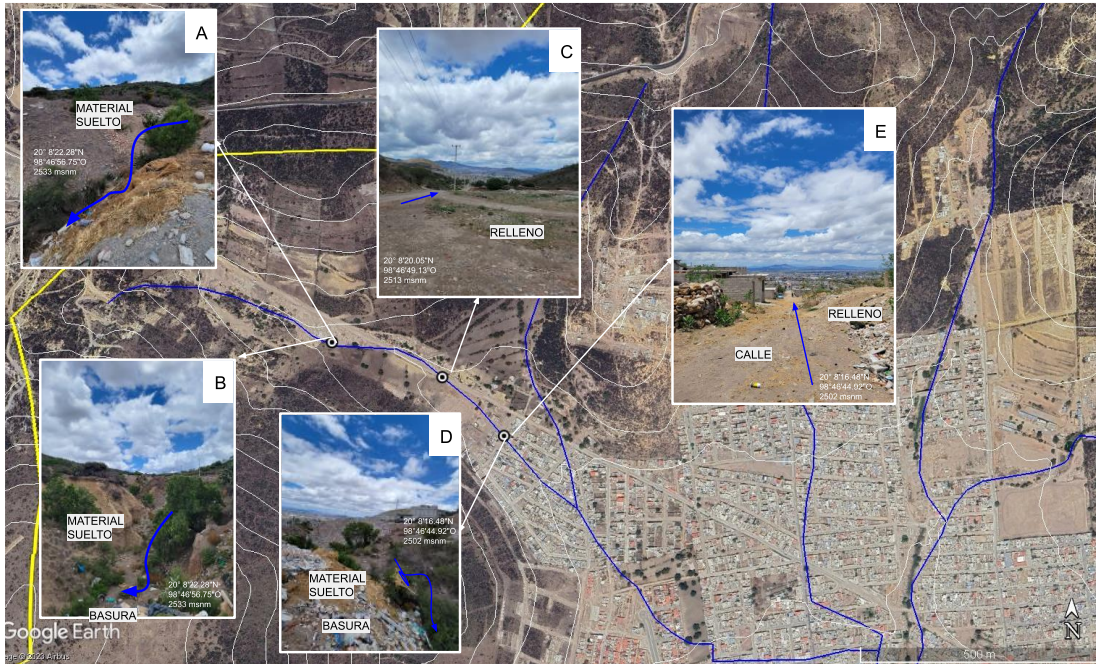 A
MATERIAL
SUELTO
20° 8'22.28"N
98°46'56.75"O
2533 msnm
C
RELLENO
20° 8'20.05"N
98°46'49.13"O
2513 msnm
E
RELLENO
CALLE
20° 8'16.48"N
98°46'44.92"O
2502 msnm
B
MATERIAL
SUELTO
20° 8'22.28"N
98°46'56.75"O
2533 msnm
BASURA
D
20° 8'16.48"N
98°46'44.92"O
2502 msnm
MATERIAL
SUELTO
BASURA
Google Earth
© 2023 Airbus
N
500 m